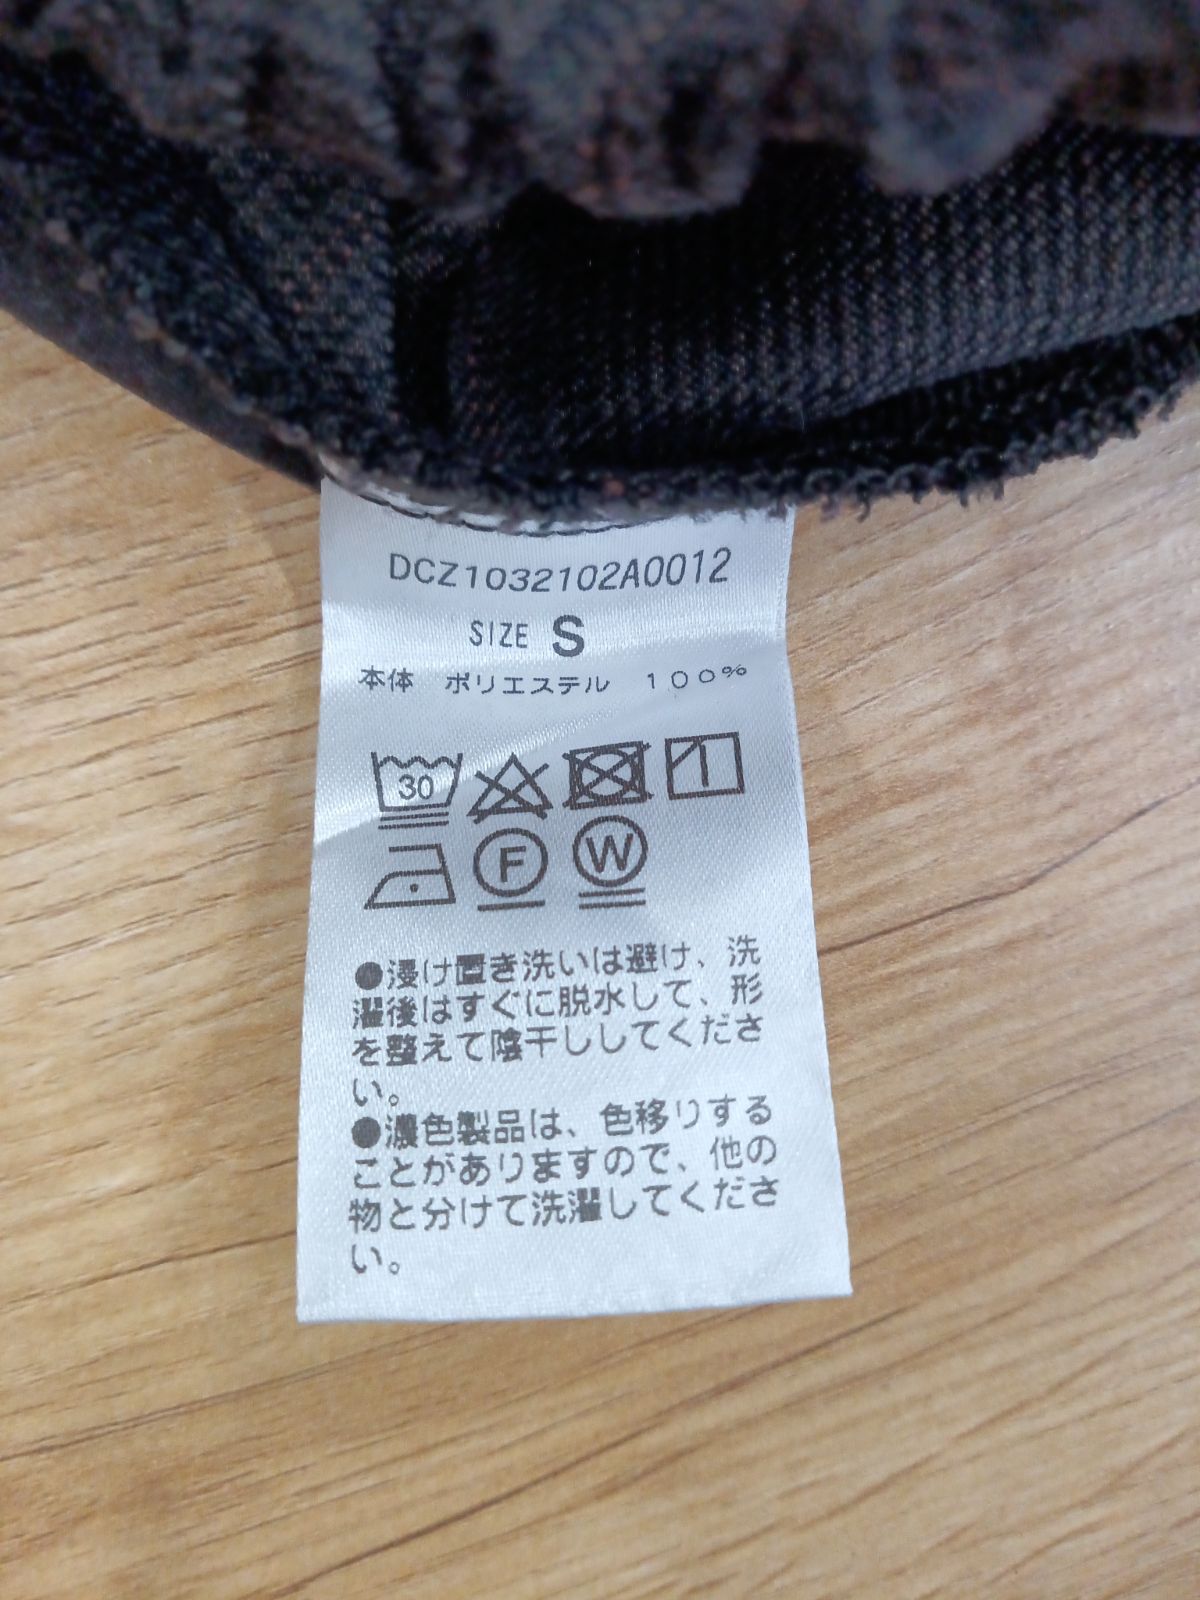 DCZ1032102A0012
SIZE S
本体 ポリエステル 100%
30
F W
●浸け置き洗いは避け、洗
濯後はすぐに脱水して、形
を整えて陰干ししてくださ
い。
●濃色製品は、色移りする
ことがありますので、他の
物と分けて洗濯してくださ
い。